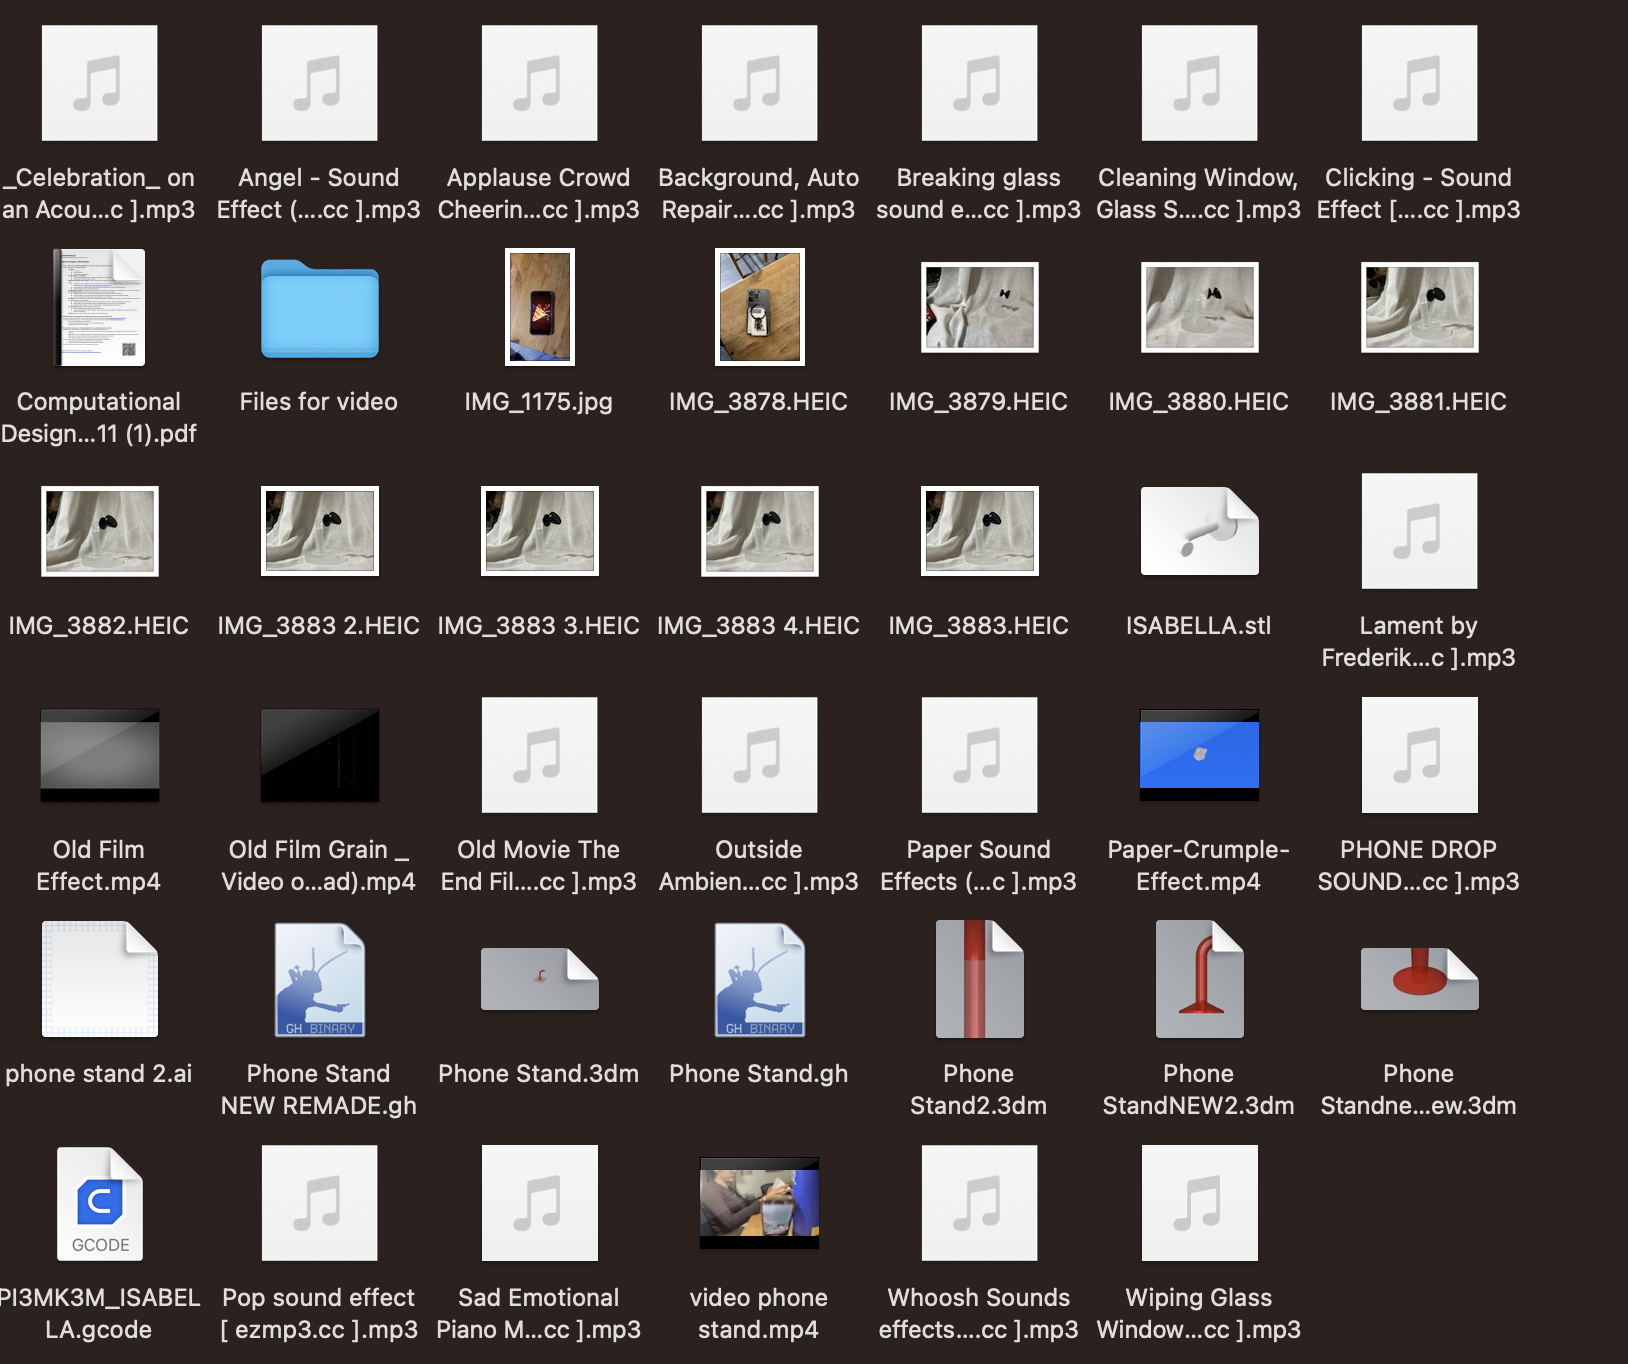 _Celebration_ on
an Acou...c ].mp3
Angel - Sound
Effect (....cc ].mp3
Applause Crowd
Cheerin...cc ].mp3
Background, Auto
Repair....cc ].mp3
Breaking glass
sound e...cc ].mp3
Cleaning Window,
Glass S....cc ].mp3
Clicking - Sound
Effect [....cc ].mp3
Computational
Design...11 (1).pdf
Files for video
IMG_1175.jpg
IMG_3878.HEIC
IMG_3879.HEIC
IMG_3880.HEIC
IMG_3881.HEIC
IMG_3882.HEIC
IMG_3883 2.HEIC
IMG_3883 3.HEIC
IMG_3883 4.HEIC
IMG_3883.HEIC
ISABELLA.stl
Lament by
Frederik...c ].mp3
Old Film
Effect.mp4
Old Film Grain _
Video o...ad).mp4
Old Movie The
End Fil....cc ].mp3
Outside
Ambien...cc ].mp3
Paper Sound
Effects (...c ].mp3
Paper-Crumple-
Effect.mp4
PHONE DROP
SOUND...cc ].mp3
phone stand 2.ai
GH BINARY
Phone Stand
NEW REMADE.gh
Phone Stand.3dm
GH BINARY
Phone Stand.gh
Phone
Stand2.3dm
Phone
StandNEW2.3dm
Phone
Standne...ew.3dm
GCODE
PI3MK3M_ISABEL
LA.gcode
Pop sound effect
[ ezmp3.cc ].mp3
Sad Emotional
Piano M...cc ].mp3
video phone
stand.mp4
Whoosh Sounds
effects....cc ].mp3
Wiping Glass
Window...cc ].mp3